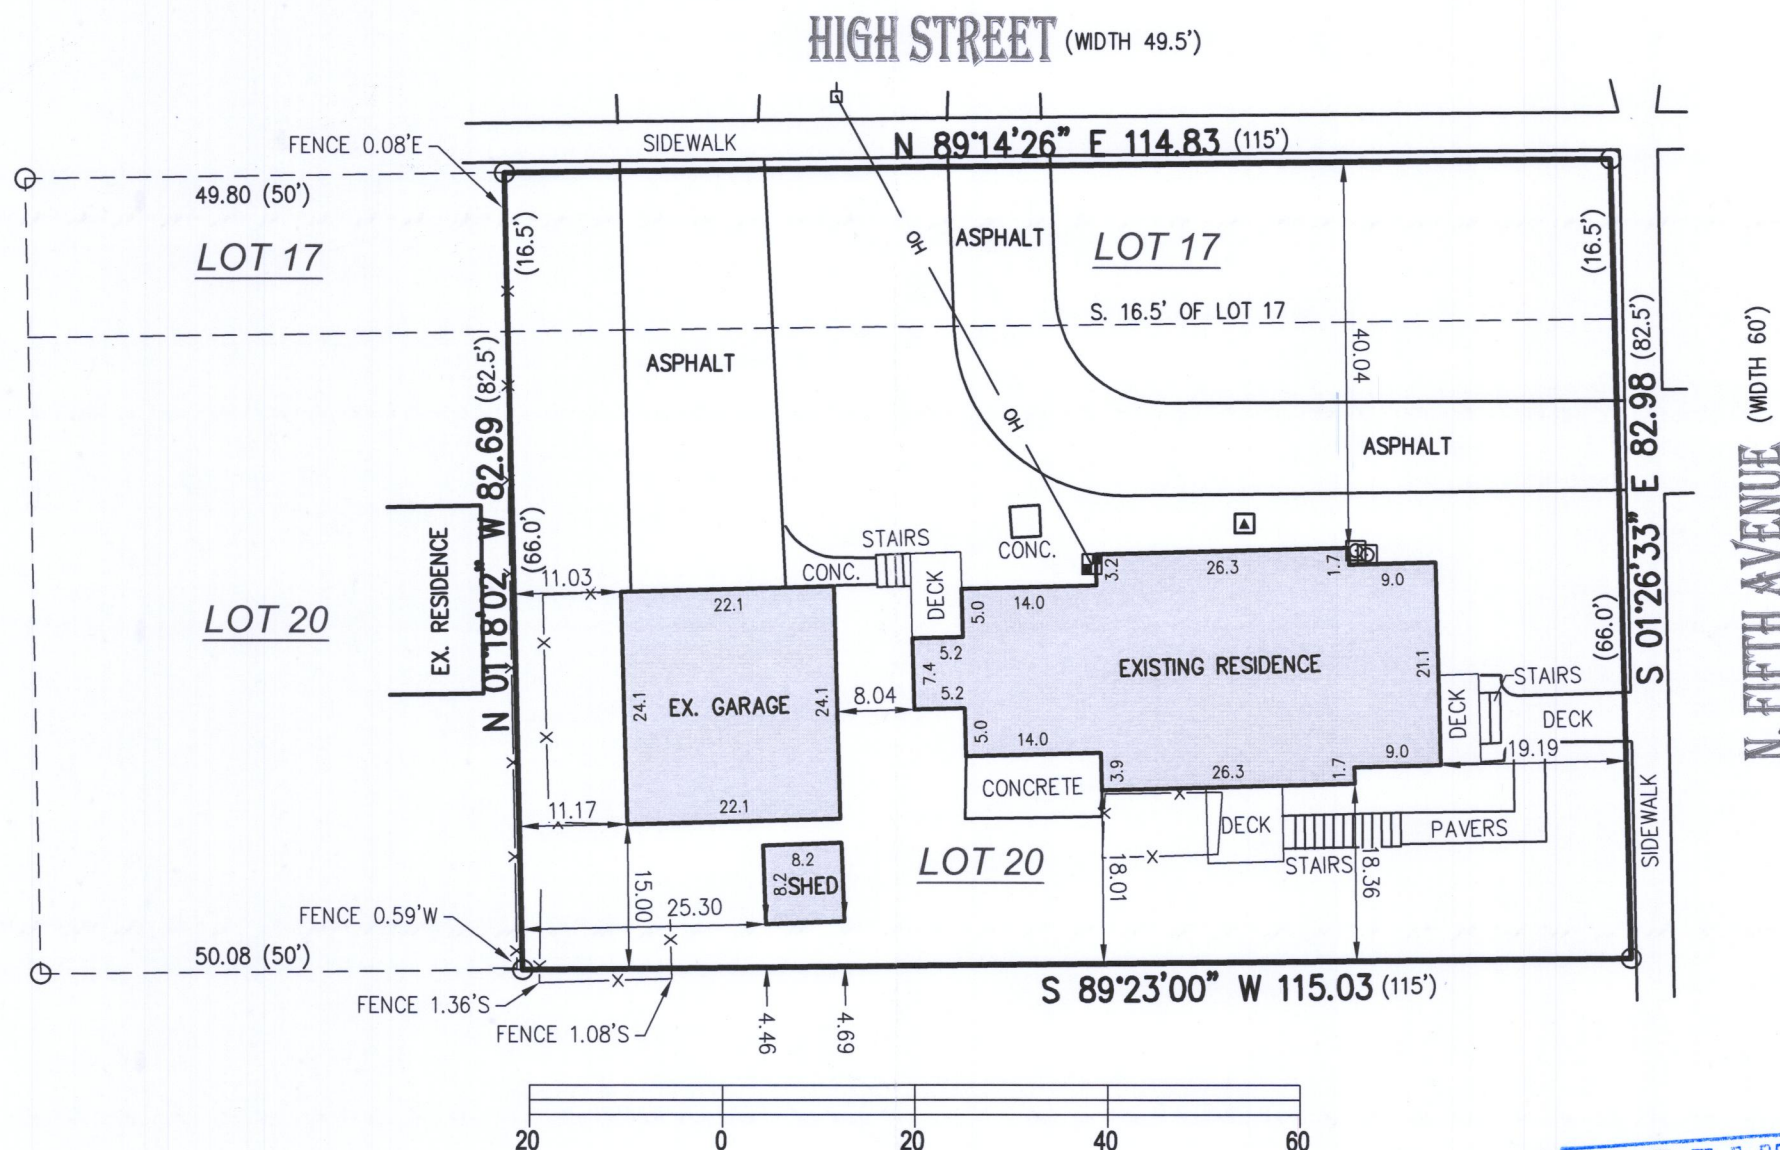 HIGH STREET (WIDTH 49.5')
FENCE 0.08'E
SIDEWALK
N 89°14'26" E 114.83 (115')
49.80 (50')
LOT 17
(16.5')
OH
ASPHALT
LOT 17
(16.5')
S. 16.5' OF LOT 17
N 01°18'02" W 82.69 (82.5')
ASPHALT
40.04
S 01°26'33" E 82.98 (82.5')
N. FIFTH AVENUE (WIDTH 60')
OH
ASPHALT
(66.0')
EX. RESIDENCE
LOT 20
11.03
STAIRS
CONC.
DECK
CONC.
22.1
24.1
EX. GARAGE
24.1
22.1
8.04
5.0
14.0
3.2
26.3
1.7
9.0
5.2
7.4
5.2
EXISTING RESIDENCE
21.1
(66.0')
5.0
14.0
3.9
26.3
1.7
9.0
DECK
STAIRS
DECK
19.19
11.17
CONCRETE
DECK
PAVERS
STAIRS
SIDEWALK
8.2
8.2
SHED
LOT 20
18.01
18.36
15.00
25.30
FENCE 0.59'W
50.08 (50')
S 89°23'00" W 115.03 (115')
FENCE 1.36'S
FENCE 1.08'S
4.46
4.69
20 0 20 40 60